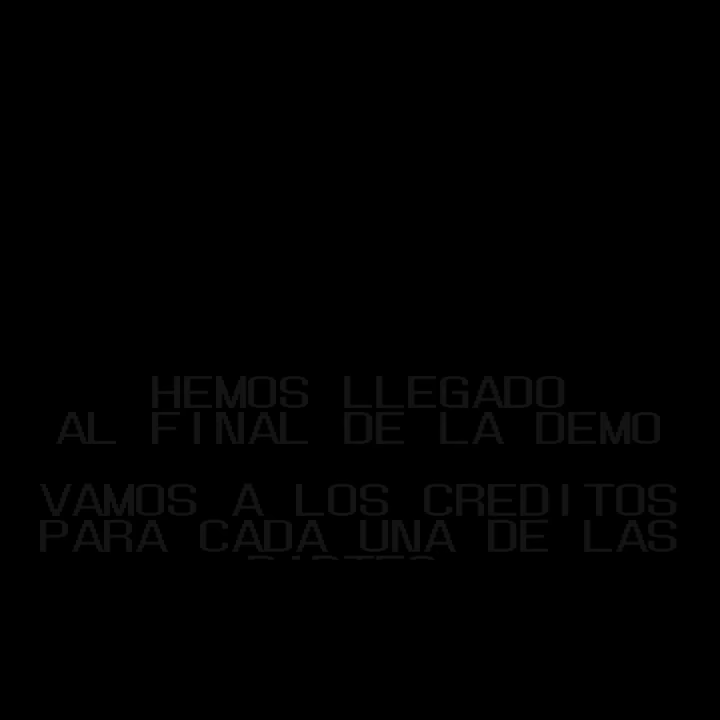 HEMOS LLEGADO
AL FINAL DE LA DEMO
VAMOS A LOS CREDITOS
PARA CADA UNA DE LAS